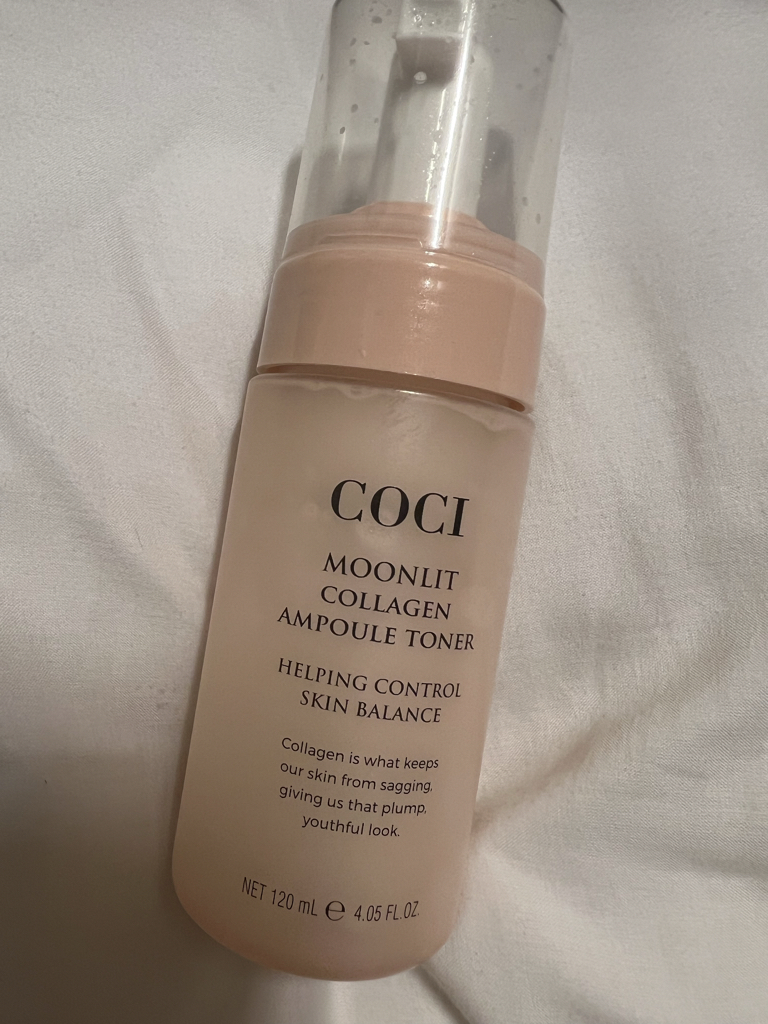 COCI
MOONLIT
COLLAGEN
AMPOULE TONER
HELPING CONTROL
SKIN BALANCE
Collagen is what keeps
our skin from sagging,
giving us that plump,
youthful look.
NET 120 mL ℮ 4.05 FL.OZ.